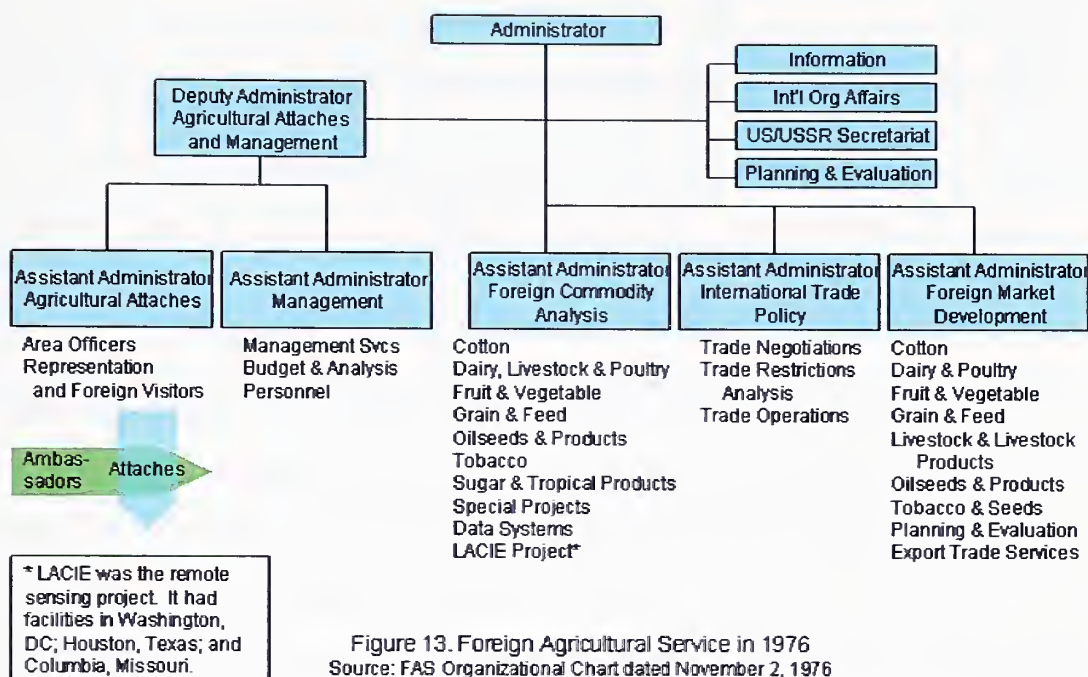 Administrator
Information
Int'l Org Affairs
US/USSR Secretariat
Planning & Evaluation
Deputy Administrator
Agricultural Attaches
and Management
Assistant Administrator
Agricultural Attaches
Area Officers
Representation
and Foreign Visitors
Ambas-
sadors
Attaches
Assistant Administrator
Management
Management Svcs
Budget & Analysis
Personnel
Assistant Administrator
Foreign Commodity
Analysis
Cotton
Dairy, Livestock & Poultry
Fruit & Vegetable
Grain & Feed
Oilseeds & Products
Tobacco
Sugar & Tropical Products
Special Projects
Data Systems
LACIE Project*
Assistant Administrator
International Trade
Policy
Trade Negotiations
Trade Restrictions
Analysis
Trade Operations
Assistant Administrator
Foreign Market
Development
Cotton
Dairy & Poultry
Fruit & Vegetable
Grain & Feed
Livestock & Livestock
Products
Oilseeds & Products
Tobacco & Seeds
Planning & Evaluation
Export Trade Services
* LACIE was the remote
sensing project. It had
facilities in Washington,
DC; Houston, Texas; and
Columbia, Missouri.
Figure 13. Foreign Agricultural Service in 1976
Source: FAS Organizational Chart dated November 2, 1976